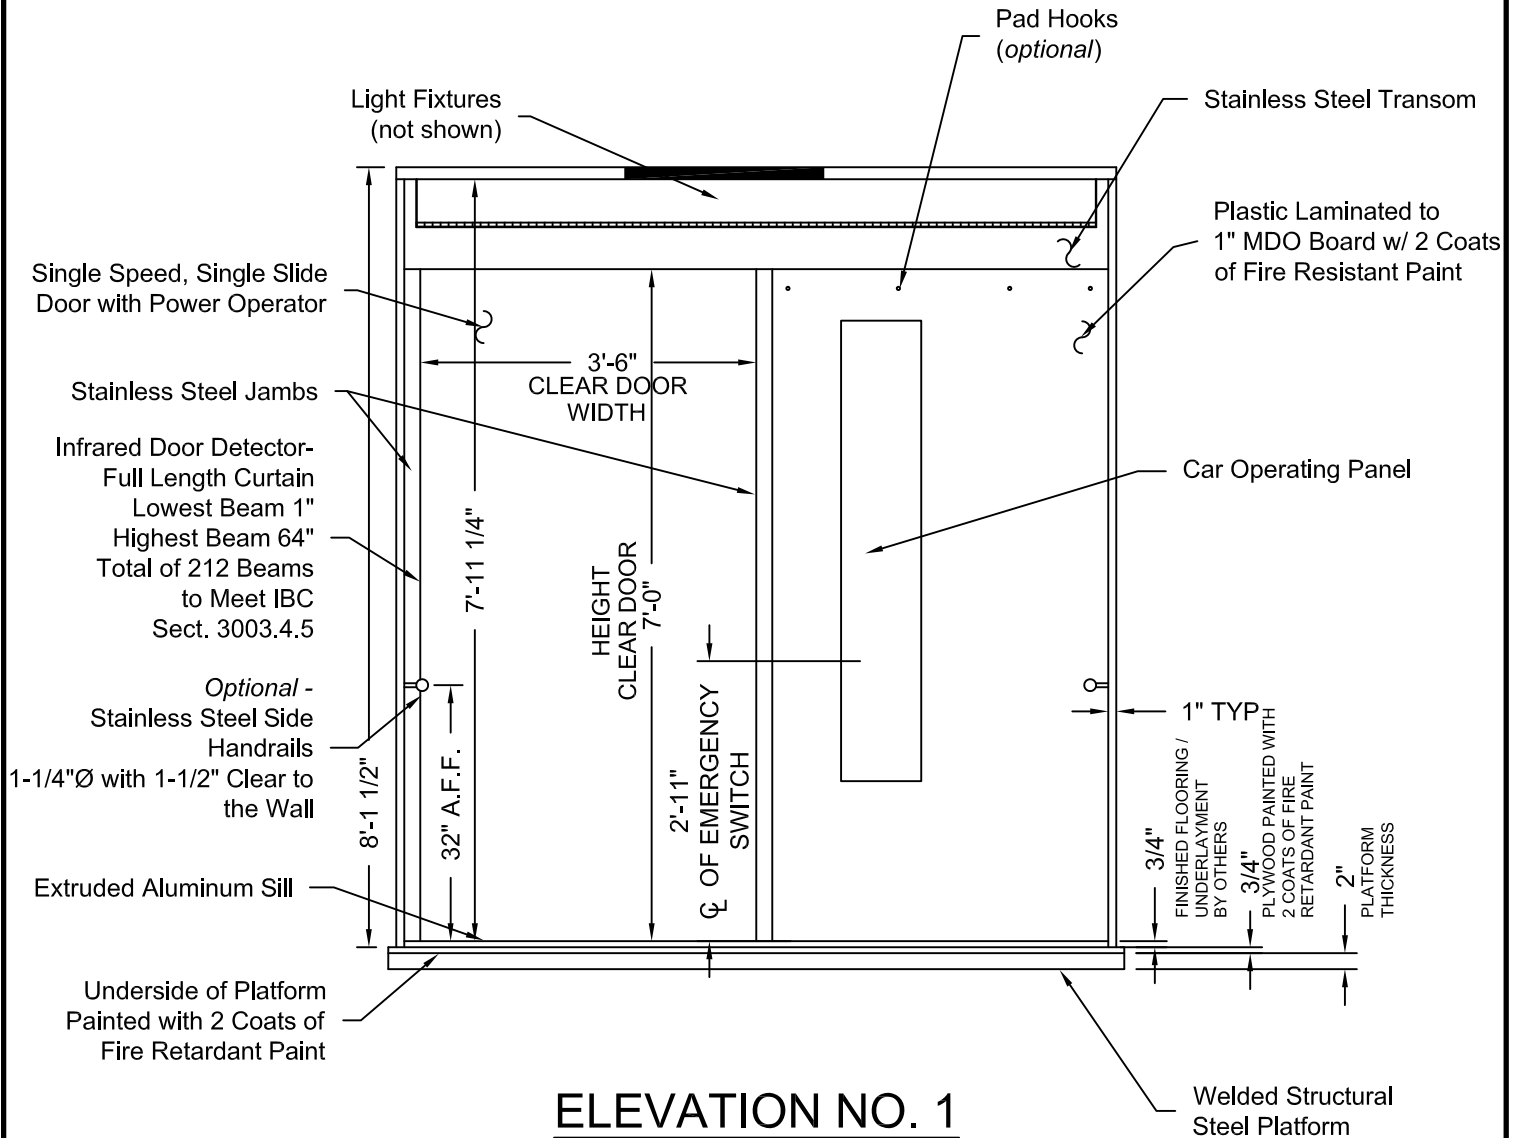 Pad Hooks
(optional)
Light Fixtures
(not shown)
Stainless Steel Transom
Plastic Laminated to
1" MDO Board w/ 2 Coats
of Fire Resistant Paint
Single Speed, Single Slide
Door with Power Operator
3'-6"
CLEAR DOOR
WIDTH
Stainless Steel Jambs
Infrared Door Detector-
Full Length Curtain
Lowest Beam 1"
Highest Beam 64"
Total of 212 Beams
to Meet IBC
Sect. 3003.4.5
Car Operating Panel
7'-11 1/4"
HEIGHT
CLEAR DOOR
7'-0"
Optional -
Stainless Steel Side
Handrails
1-1/4"Ø with 1-1/2" Clear to
the Wall
8'-1 1/2"
32" A.F.F.
2'-11"
℄ OF EMERGENCY
SWITCH
1" TYP
3/4"
FINISHED FLOORING /
UNDERLAYMENT
BY OTHERS
3/4"
PLYWOOD PAINTED WITH
2 COATS OF FIRE
RETARDANT PAINT
2"
PLATFORM
THICKNESS
Extruded Aluminum Sill
Underside of Platform
Painted with 2 Coats of
Fire Retardant Paint
Welded Structural
Steel Platform
ELEVATION NO. 1